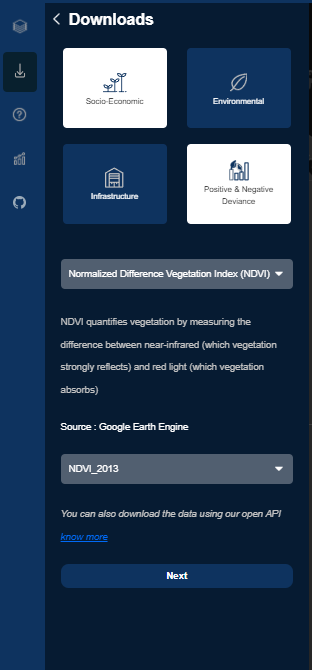 Downloads
Socio-Economic
Environmental
Infrastructure
Positive & Negative
Deviance
Normalized Difference Vegetation Index (NDVI)
NDVI quantifies vegetation by measuring the
difference between near-infrared (which vegetation
strongly reflects) and red light (which vegetation
absorbs)
Source : Google Earth Engine
NDVI_2013
You can also download the data using our open API
know more
Next